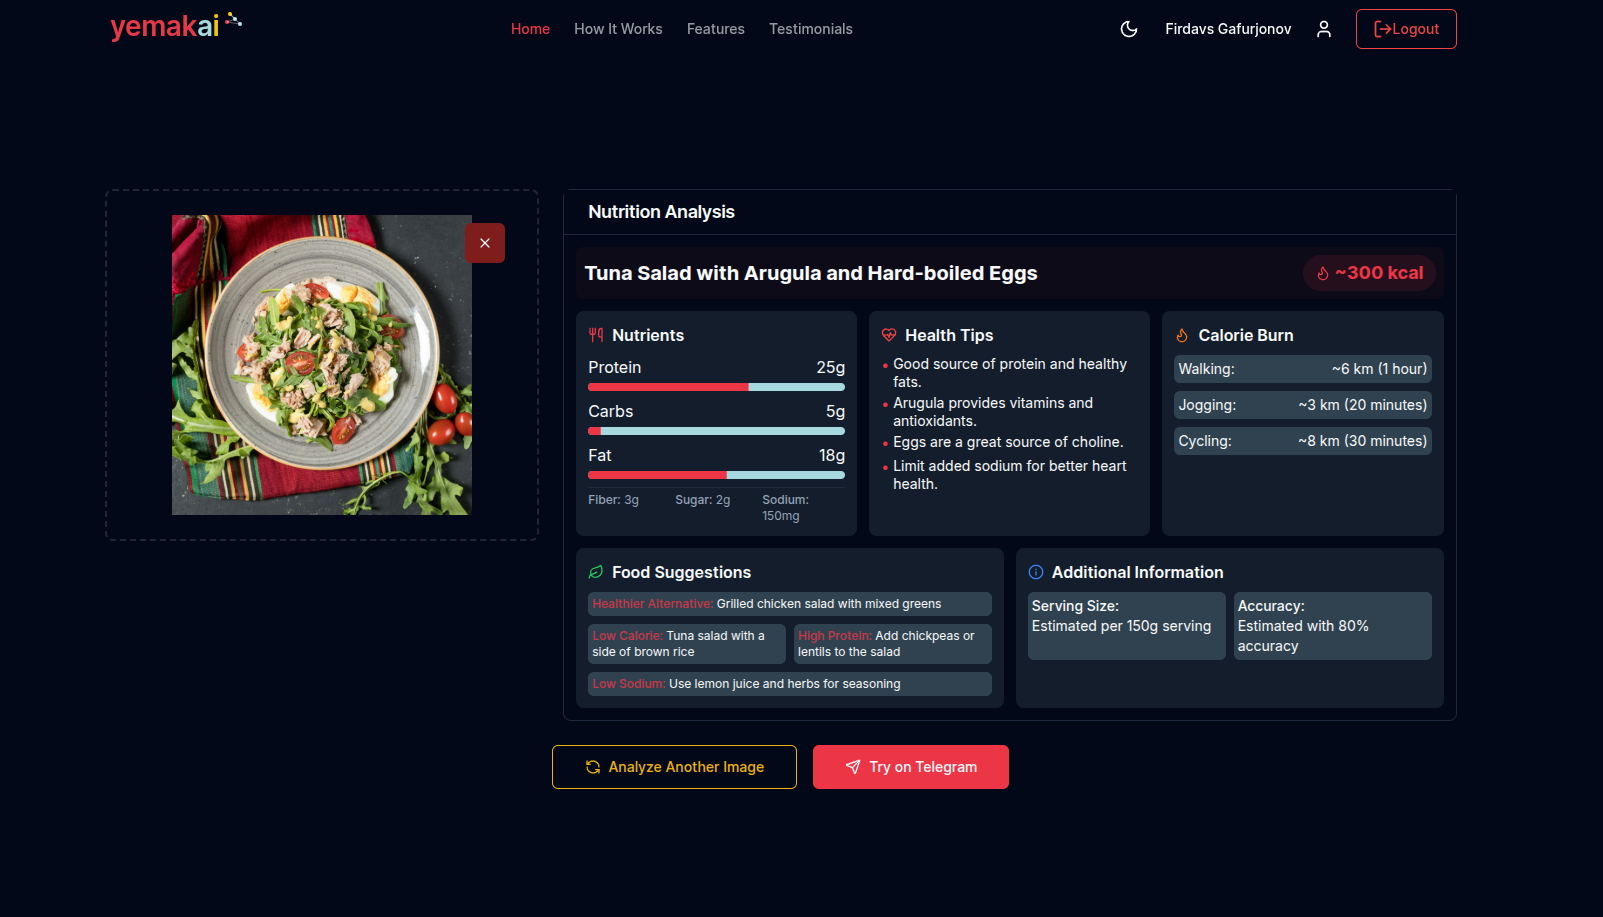 yemakai
Home
How It Works
Features
Testimonials
Firdavs Gafurjonov
Logout
Nutrition Analysis
Tuna Salad with Arugula and Hard-boiled Eggs
~300 kcal
Nutrients
Protein 25g
Carbs 5g
Fat 18g
Fiber: 3g
Sugar: 2g
Sodium:
150mg
Health Tips
Good source of protein and healthy
fats.
Arugula provides vitamins and
antioxidants.
Eggs are a great source of choline.
Limit added sodium for better heart
health.
Calorie Burn
Walking: ~6 km (1 hour)
Jogging: ~3 km (20 minutes)
Cycling: ~8 km (30 minutes)
Food Suggestions
Healthier Alternative: Grilled chicken salad with mixed greens
Low Calorie: Tuna salad with a
side of brown rice
High Protein: Add chickpeas or
lentils to the salad
Low Sodium: Use lemon juice and herbs for seasoning
Additional Information
Serving Size:
Estimated per 150g serving
Accuracy:
Estimated with 80%
accuracy
Analyze Another Image
Try on Telegram